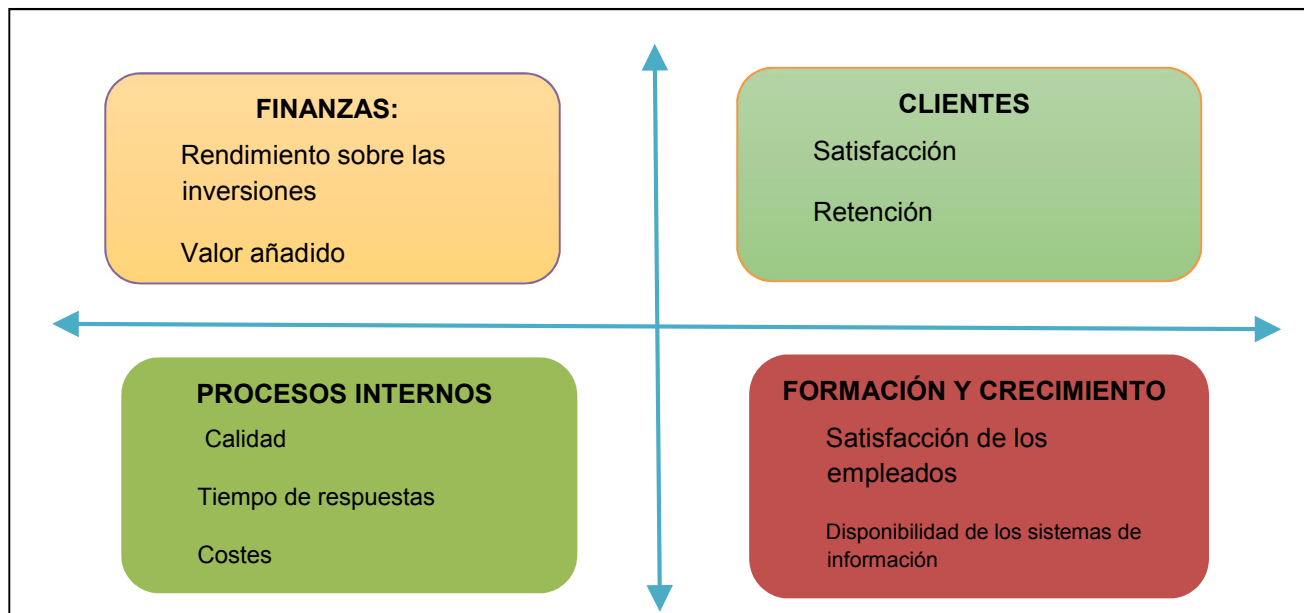 FINANZAS:
Rendimiento sobre las
inversiones
Valor añadido
CLIENTES
Satisfacción
Retención
PROCESOS INTERNOS
Calidad
Tiempo de respuestas
Costes
FORMACIÓN Y CRECIMIENTO
Satisfacción de los
empleados
Disponibilidad de los sistemas de
información